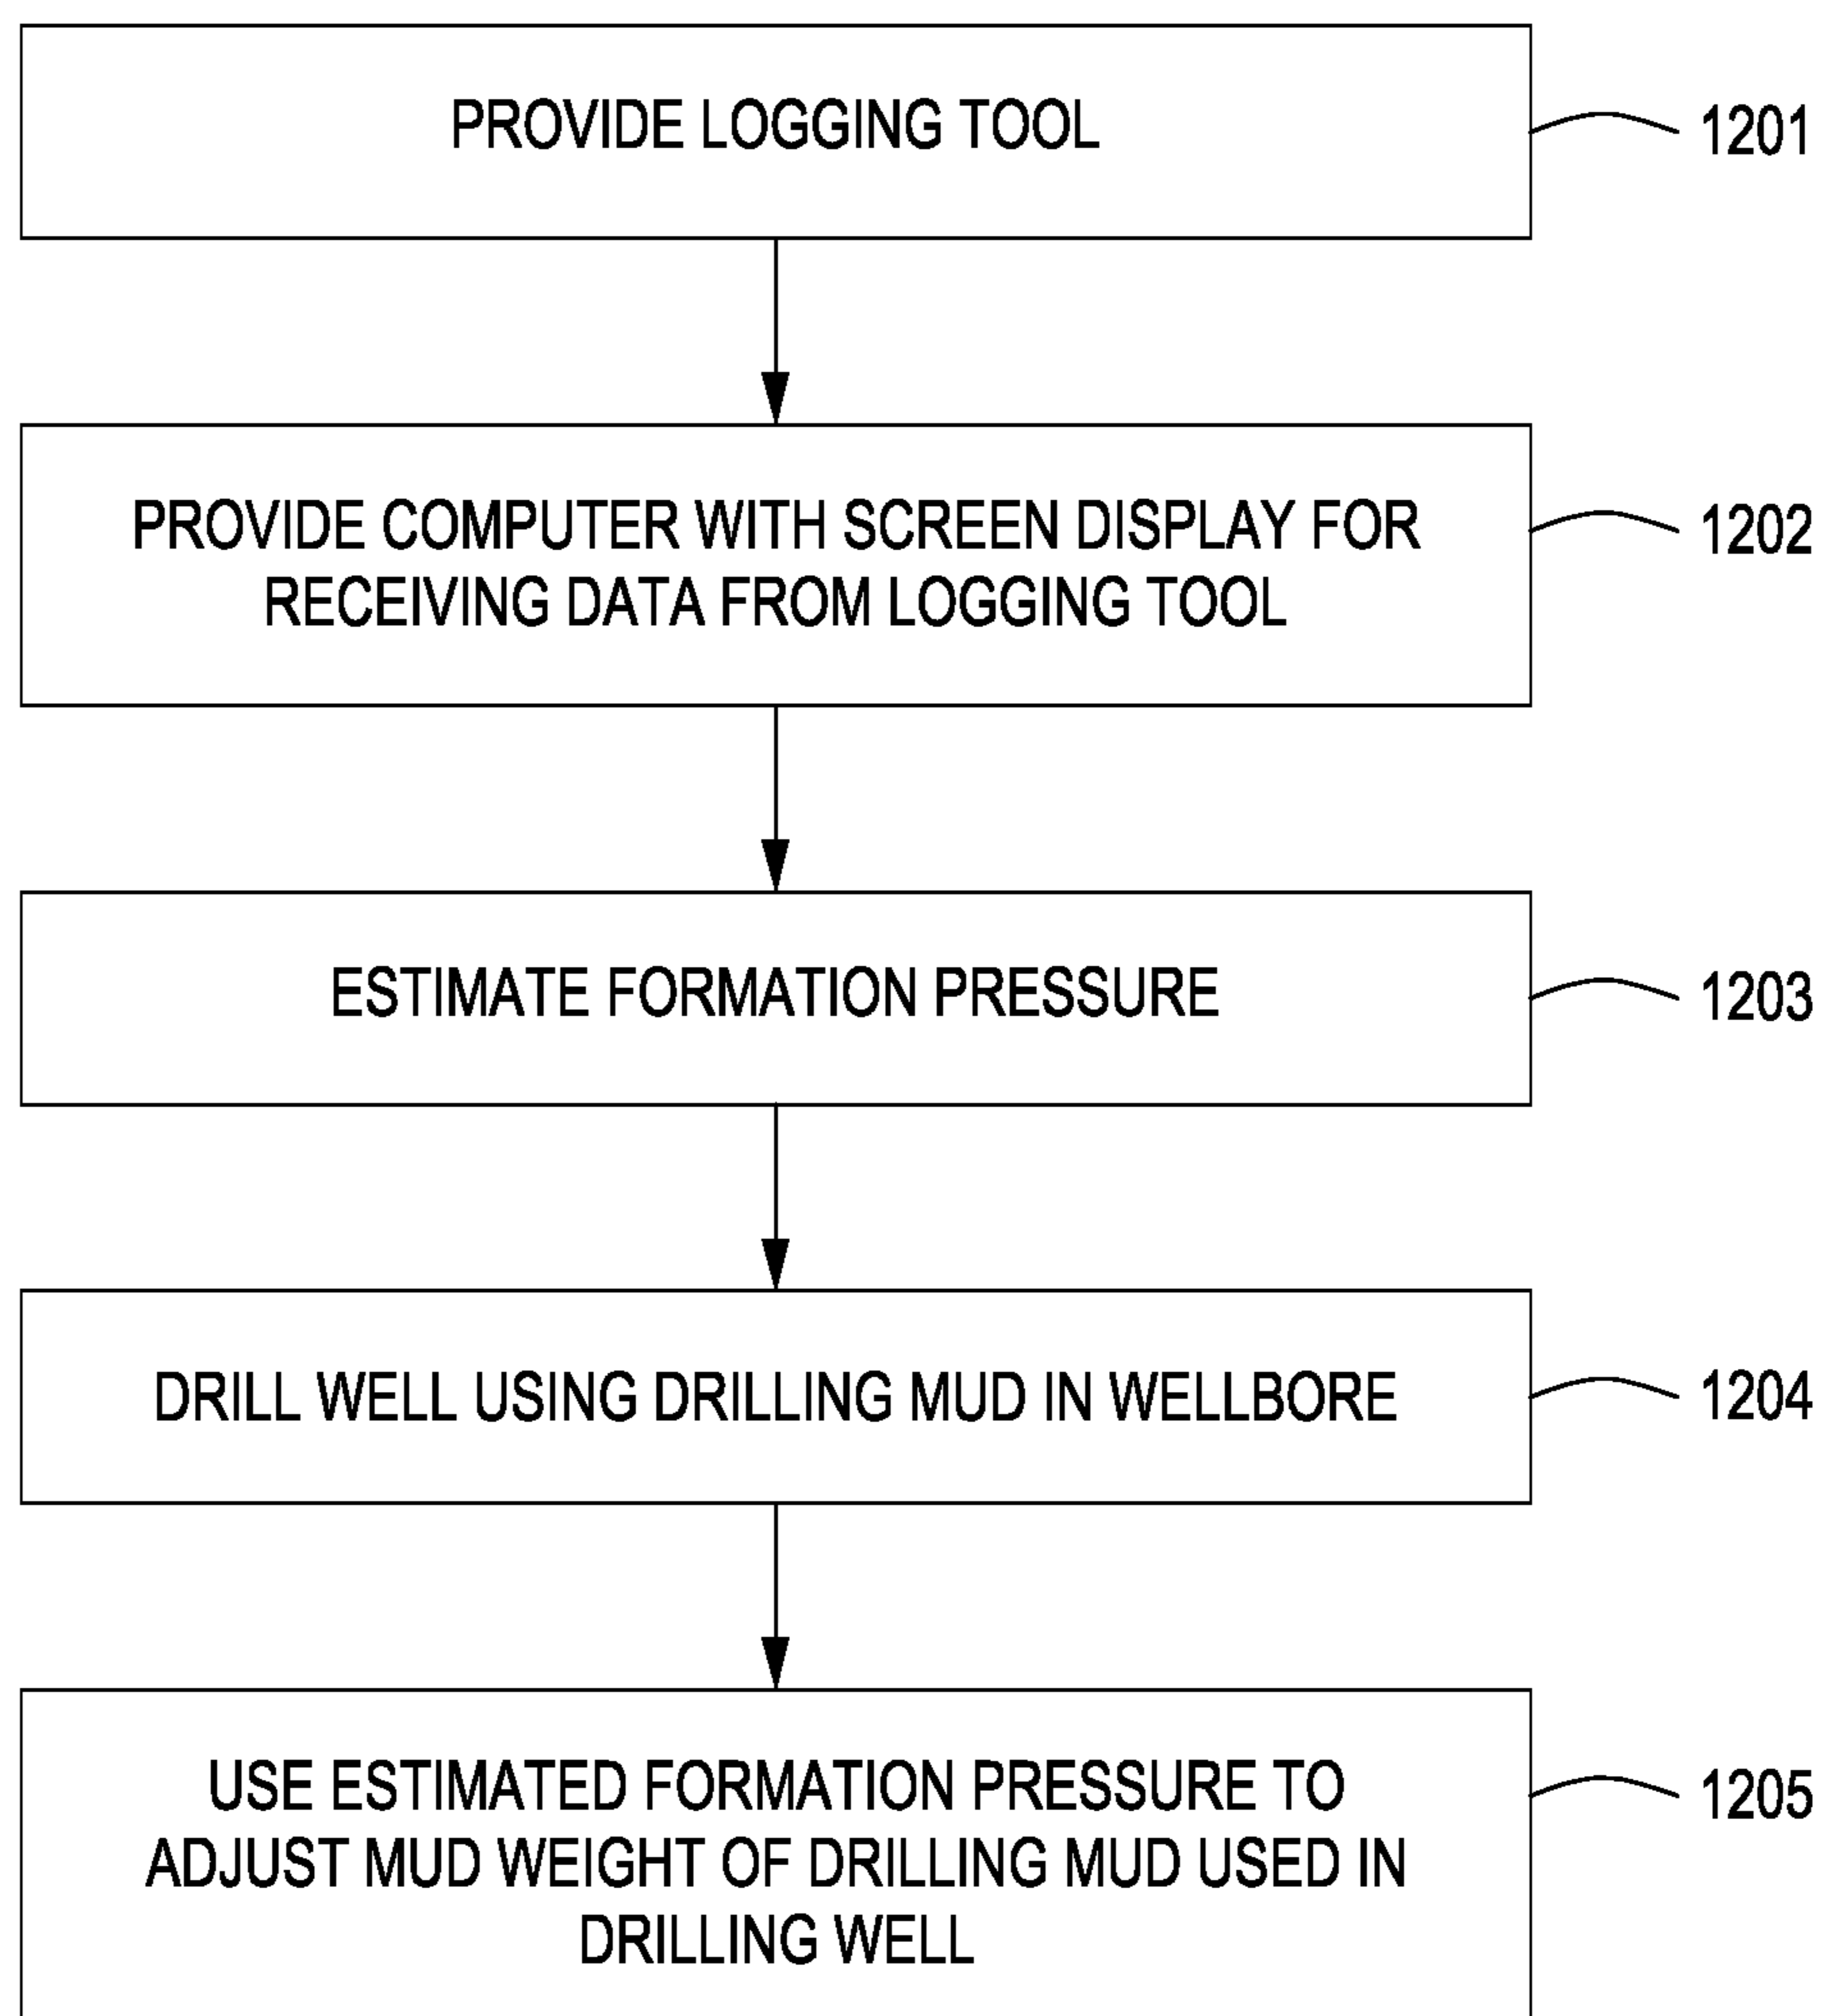 PROVIDE LOGGING TOOL
1201
PROVIDE COMPUTER WITH SCREEN DISPLAY FOR
RECEIVING DATA FROM LOGGING TOOL
1202
ESTIMATE FORMATION PRESSURE
1203
DRILL WELL USING DRILLING MUD IN WELLBORE
1204
USE ESTIMATED FORMATION PRESSURE TO
ADJUST MUD WEIGHT OF DRILLING MUD USED IN
DRILLING WELL
1205